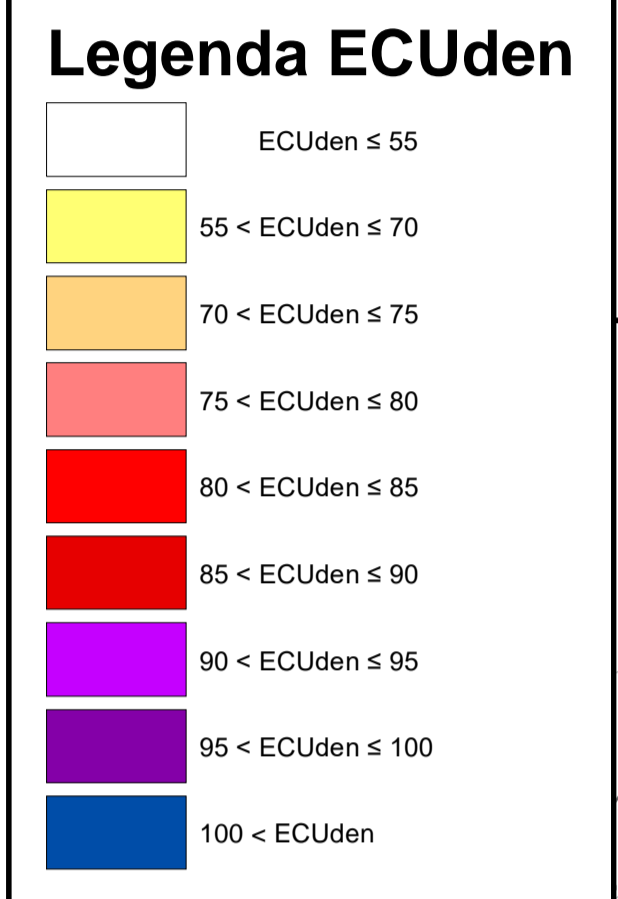 Legenda ECUden
ECUden ≤ 55
55 < ECUden ≤ 70
70 < ECUden ≤ 75
75 < ECUden ≤ 80
80 < ECUden ≤ 85
85 < ECUden ≤ 90
90 < ECUden ≤ 95
95 < ECUden ≤ 100
100 < ECUden